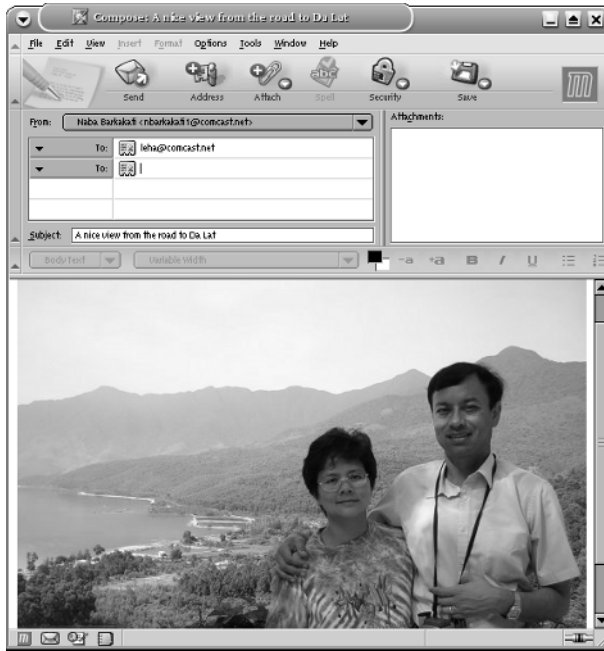 Compose: A nice view from the road to Da Lat
File Edit View Insert Format Options Tools Window Help
Send Address Attach Spell Security Save
From: Naba Barkakati <nbarkakati1@comcast.net> Attachments:
To: leha@comcast.net
To:
Subject: A nice view from the road to Da Lat
Body Text Variable Width -a +a B I U